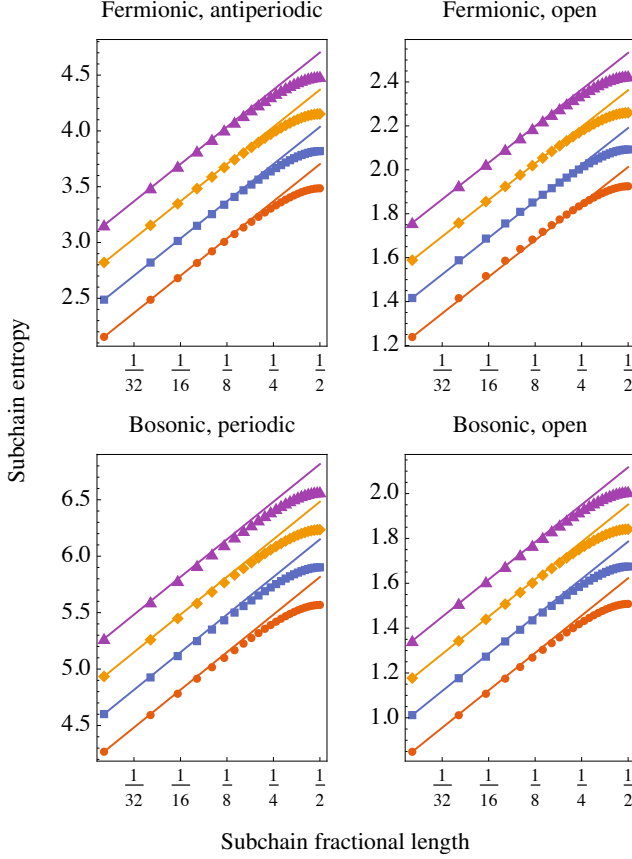 Fermionic, antiperiodic
Fermionic, open
4.5
4.0
3.5
3.0
2.5
2.4
2.2
2.0
1.8
1.6
1.4
1.2
1/32 1/16 1/8 1/4 1/2
1/32 1/16 1/8 1/4 1/2
Subchain entropy
Bosonic, periodic
Bosonic, open
6.5
6.0
5.5
5.0
4.5
2.0
1.8
1.6
1.4
1.2
1.0
1/32 1/16 1/8 1/4 1/2
1/32 1/16 1/8 1/4 1/2
Subchain fractional length